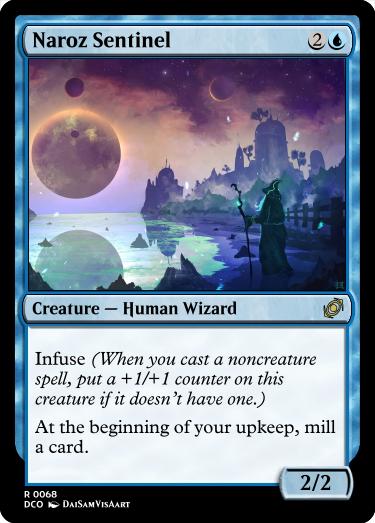 Naroz Sentinel 2
Creature — Human Wizard
Infuse (When you cast a noncreature
spell, put a +1/+1 counter on this
creature if it doesn't have one.)
At the beginning of your upkeep, mill
a card.
2/2
R 0068
DCO DaiSamVisAart